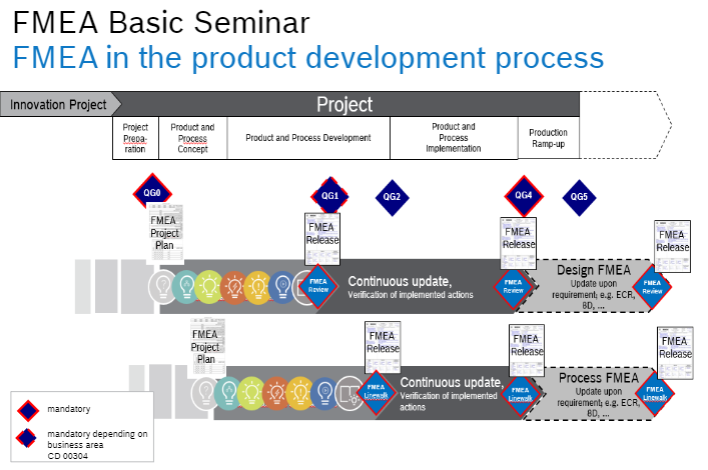 FMEA Basic Seminar
FMEA in the product development process
Innovation Project
Project
Project
Prepa-
ration
Product and
Process
Concept
Product and Process Development
Product and
Process
Implementation
Production
Ramp-up
QG0
QG1
QG2
QG4
QG5
FMEA
Project
Plan
FMEA
Release
FMEA
Release
FMEA
Release
FMEA
Review
Continuous update,
Verification of implemented actions
FMEA
Review
Design FMEA
Update upon
requirement; e.g. ECR,
8D, ...
FMEA
Review
FMEA
Project
Plan
FMEA
Release
FMEA
Release
FMEA
Release
FMEA
Linewalk
Continuous update,
Verification of implemented
actions
FMEA
Linewalk
Process FMEA
Update upon
requirement; e.g. ECR,
8D, ...
FMEA
Linewalk
mandatory
mandatory depending on
business area
CD 00304